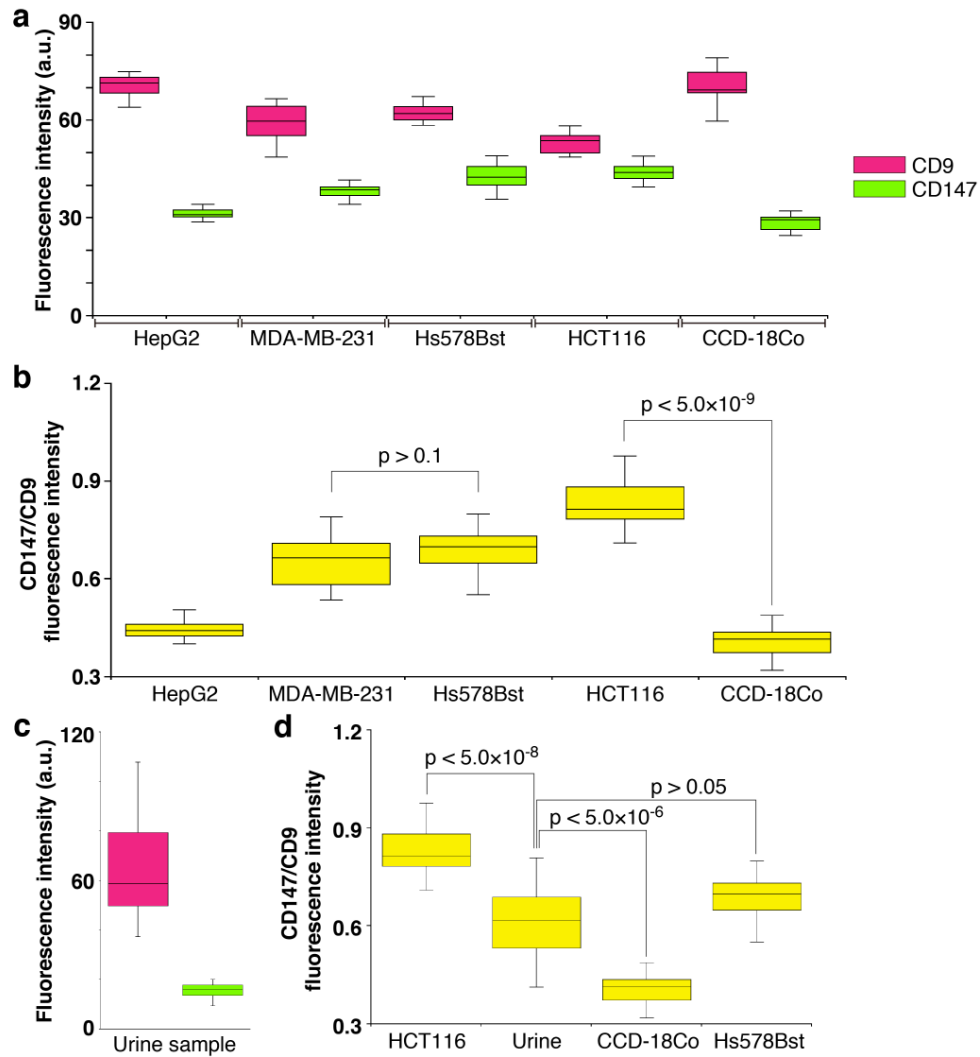 a
Fluorescence intensity (a.u.)
90
60
30
0
HepG2 MDA-MB-231 Hs578Bst HCT116 CCD-18Co
CD9
CD147
b
CD147/CD9
fluorescence intensity
1.2
0.9
0.6
0.3
p > 0.1
p < 5.0×10⁻⁹
HepG2 MDA-MB-231 Hs578Bst HCT116 CCD-18Co
c
Fluorescence intensity (a.u.)
120
60
0
Urine sample
d
CD147/CD9
fluorescence intensity
1.2
0.9
0.6
0.3
p < 5.0×10⁻⁸
p > 0.05
p < 5.0×10⁻⁶
HCT116 Urine CCD-18Co Hs578Bst